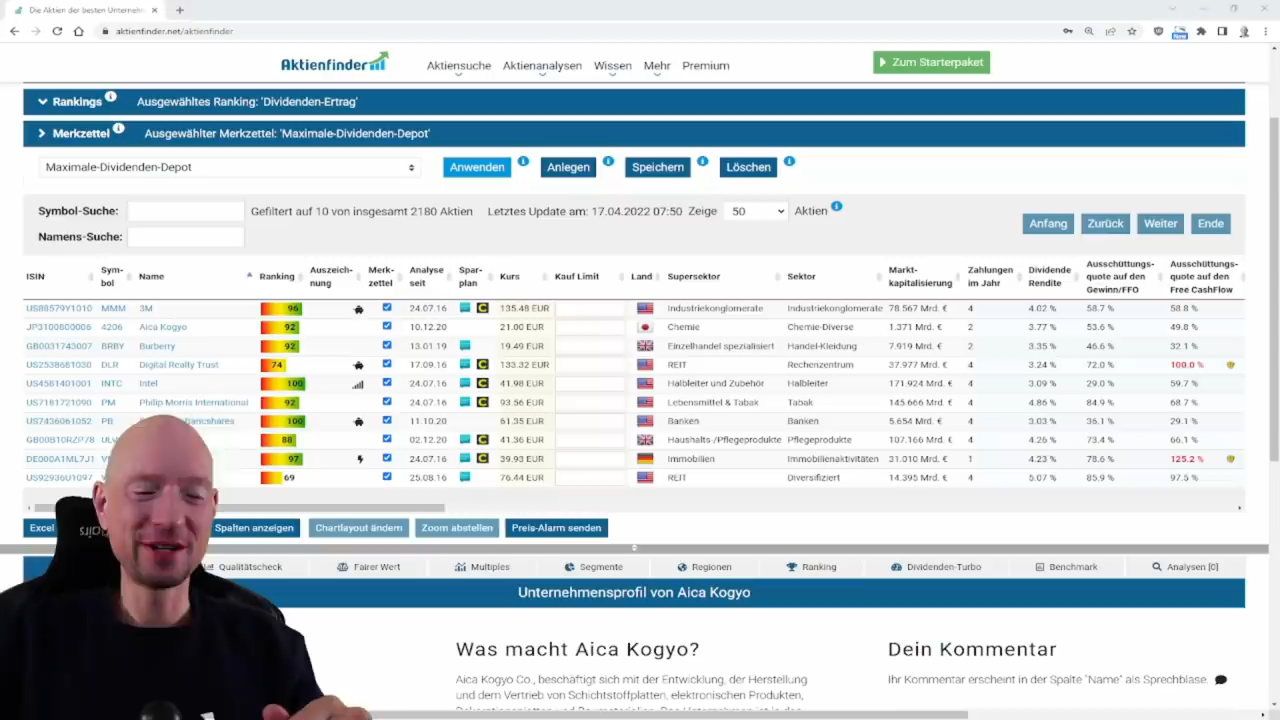 Die Aktien der besten Unternehm
aktienfinder.net/aktienfinder
New
Aktienfinder
Aktiensuche Aktienanalysen Wissen Mehr Premium
Zum Starterpaket
Rankings Ausgewähltes Ranking: 'Dividenden-Ertrag'
Merkzettel Ausgewählter Merkzettel: 'Maximale-Dividenden-Depot'
Maximale-Dividenden-Depot Anwenden Anlegen Speichern Löschen
Symbol-Suche: Gefiltert auf 10 von insgesamt 2180 Aktien Letztes Update am: 17.04.2022 07:50 Zeige 50 Aktien
Namens-Suche:
Anfang Zurück Weiter Ende
ISIN Sym-bol Name Ranking Auszeich-nung Merk-zettel Analyse seit Spar-plan Kurs Kauf Limit Land Supersektor Sektor Markt-kapitalisierung Zahlungen im Jahr Dividende Rendite Ausschüttungs-quote auf den Gewinn/FFO Ausschüttungs-quote auf den Free CashFlow
US88579Y1010 MMM 3M 96 24.07.16 C 135.48 EUR Industriekonglomerate Industriekonglomerate 78.567 Mrd. € 4 4.02 % 58.7 % 58.8 %
JP3100800006 4206 Aica Kogyo 92 10.12.20 21.00 EUR Chemie Chemie-Diverse 1.371 Mrd. € 2 3.77 % 53.6 % 49.8 %
GB0031743007 BRBY Burberry 92 13.01.19 19.49 EUR Einzelhandel spezialisiert Handel-Kleidung 7.919 Mrd. € 2 3.35 % 46.6 % 32.1 %
US2538681030 DLR Digital Realty Trust 74 17.09.16 C 133.32 EUR REIT Rechenzentrum 37.977 Mrd. € 4 3.24 % 72.0 % 100.0 %
US4581401001 INTC Intel 100 24.07.16 C 41.98 EUR Halbleiter und Zubehör Halbleiter 171.924 Mrd. € 4 3.09 % 29.0 % 59.7 %
US7181721090 PM Philip Morris International 92 24.07.16 C 93.56 EUR Lebensmittel & Tabak Tabak 145.666 Mrd. € 4 4.86 % 84.9 % 68.7 %
US7436061052 PB Bancshares 100 11.10.20 61.35 EUR Banken Banken 5.654 Mrd. € 4 3.03 % 36.1 % 29.1 %
GB00B10RZP78 88 02.12.20 C 41.36 EUR Haushalts-/Pflegeprodukte Pflegeprodukte 107.166 Mrd. € 4 4.26 % 73.4 % 66.1 %
DE000A1ML7J1 97 24.07.16 C 39.93 EUR Immobilien Immobilienaktivitäten 31.010 Mrd. € 1 4.23 % 78.6 % 125.2 %
US92936U1097 69 25.08.16 76.44 EUR REIT Diversifiziert 14.395 Mrd. € 4 5.07 % 85.9 % 97.5 %
Excel Spalten anzeigen Chartlayout ändern Zoom abstellen Preis-Alarm senden
Qualitätscheck Fairer Wert Multiples Segmente Regionen Ranking Dividenden-Turbo Benchmark Analysen [0]
Unternehmensprofil von Aica Kogyo
Was macht Aica Kogyo?
Aica Kogyo Co., beschäftigt sich mit der Entwicklung, der Herstellung
und dem Vertrieb von Schichtstoffplatten, elektronischen Produkten,
Dein Kommentar
Ihr Kommentar erscheint in der Spalte "Name" als Sprechblase.